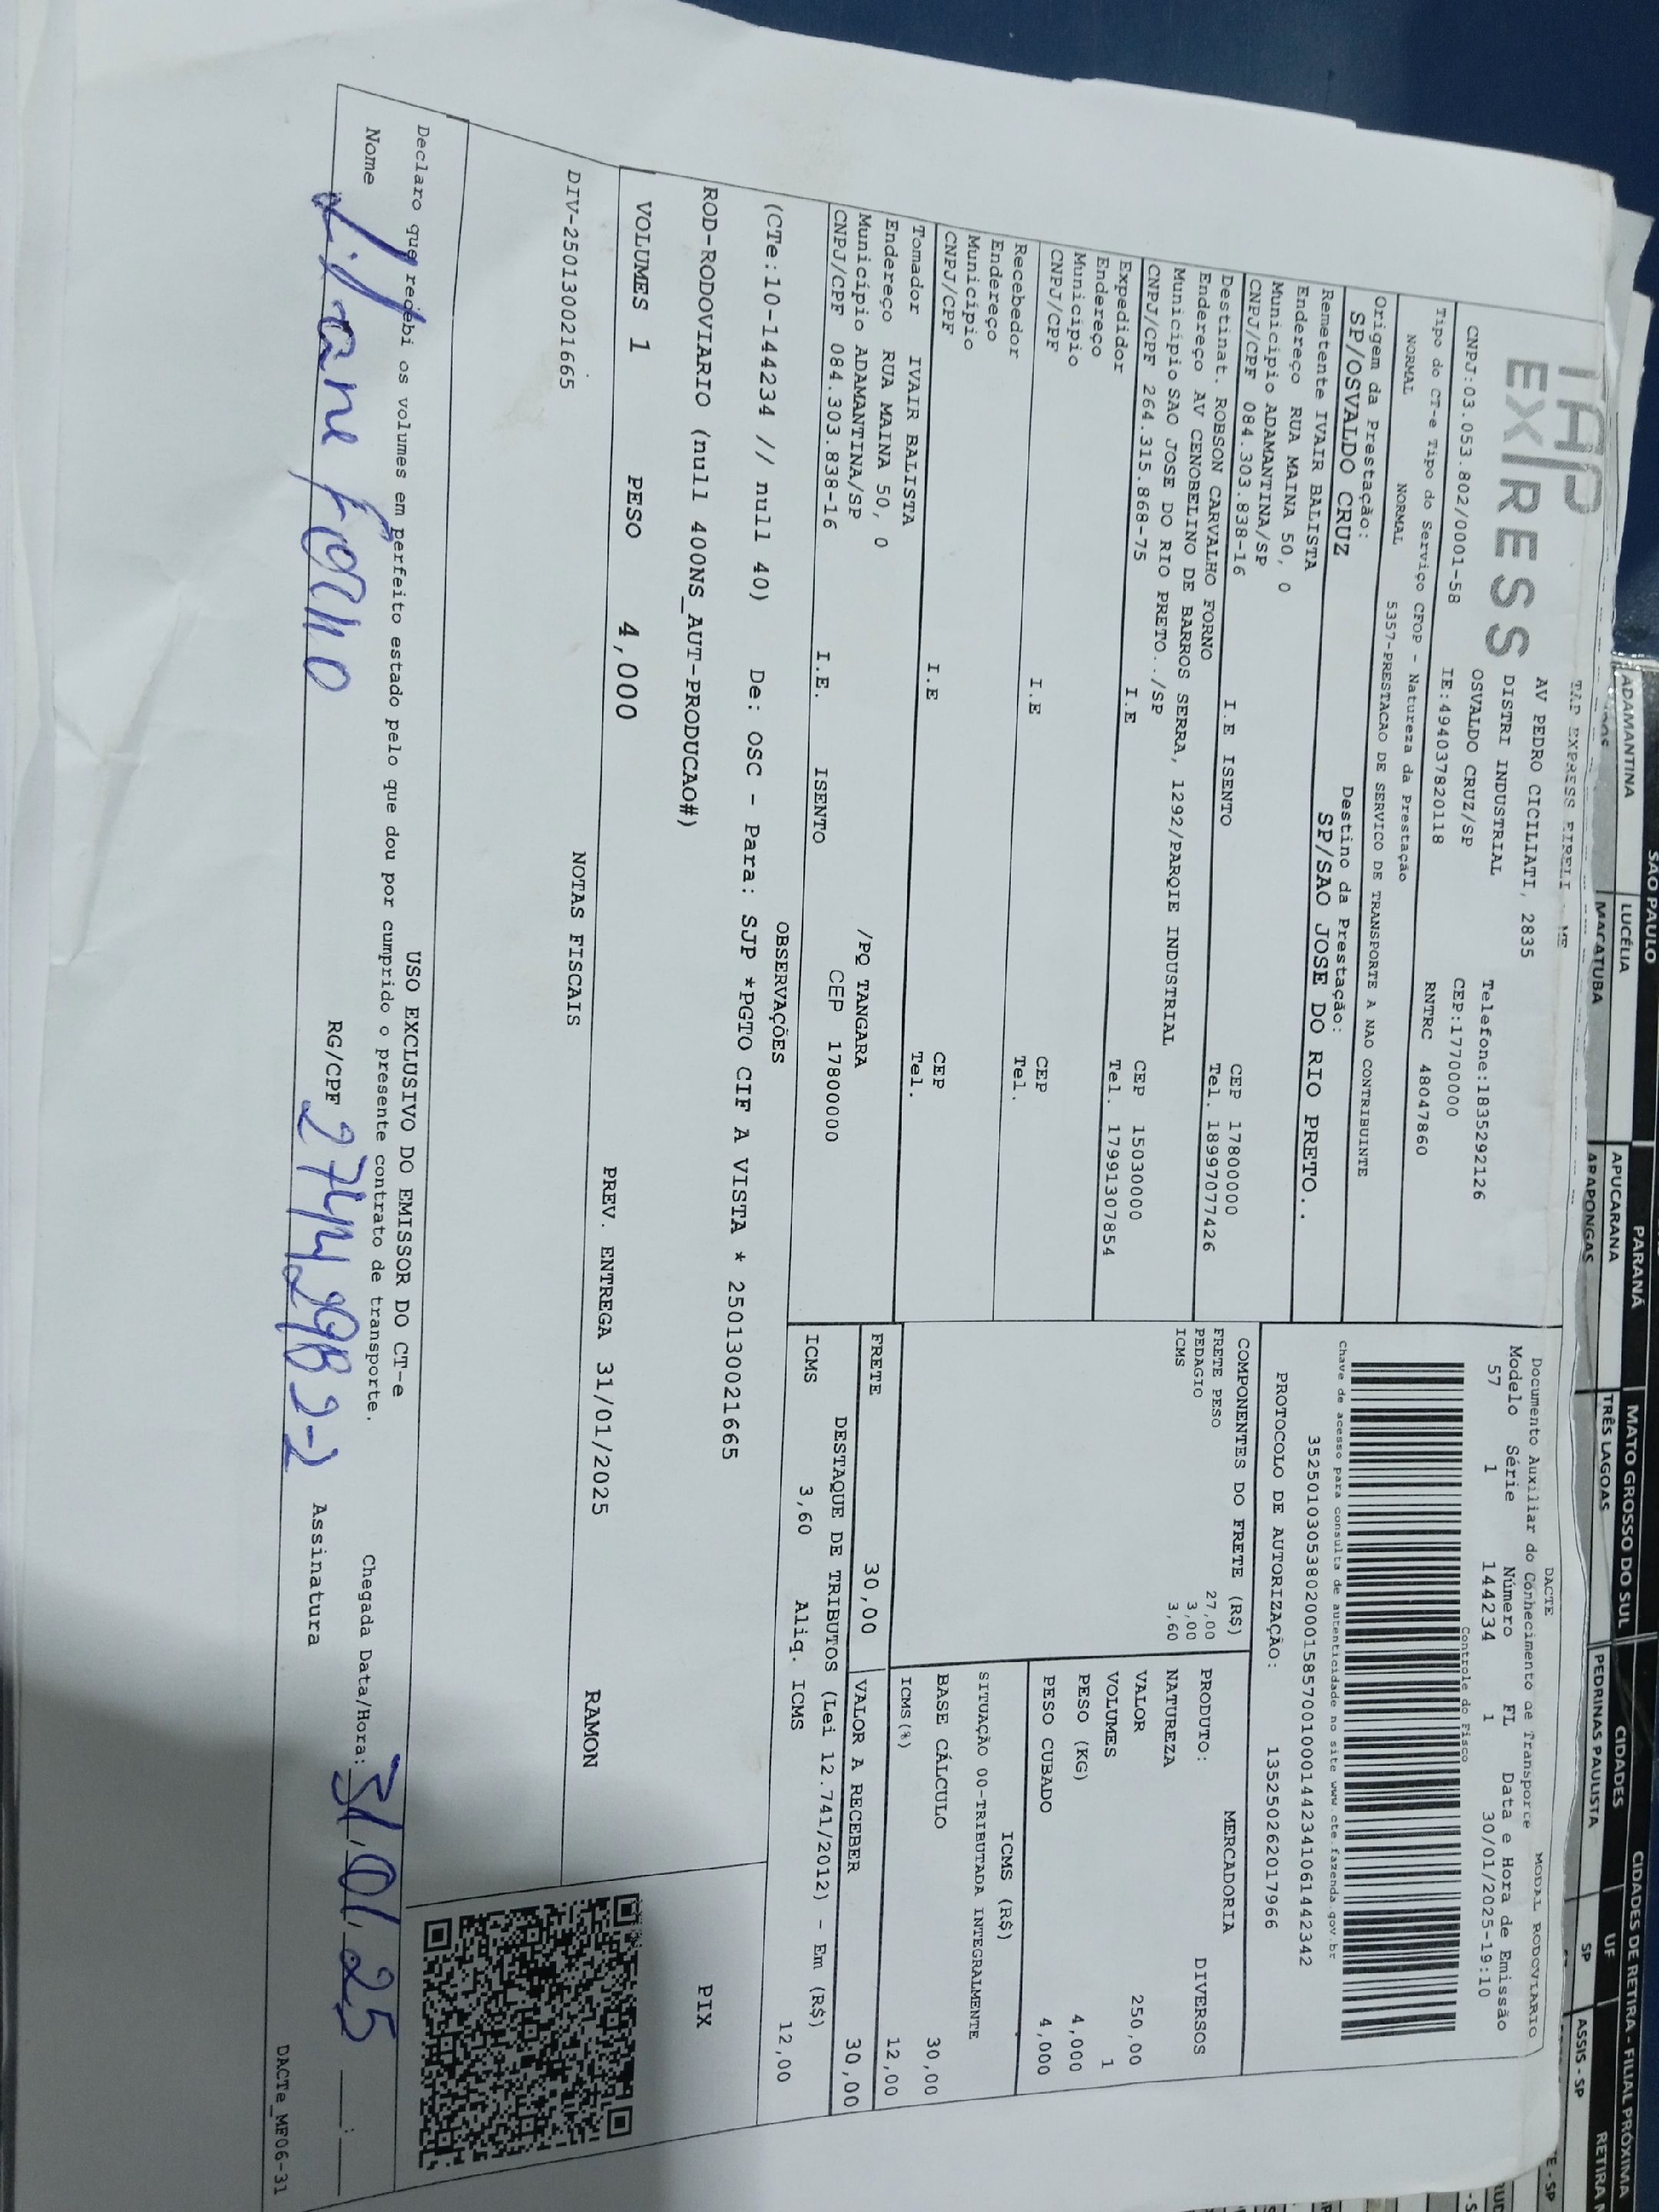 SAO PAULO
PARANÁ
MATO GROSSO DO SUL
CIDADES
CIDADES DE RETIRA - FILIAL PRÓXIMA
UF
RETIRA
ADAMANTINA
LUCÉLIA
APUCARANA
TRÊS LAGOAS
PEDRINAS PAULISTA
SP
ASSIS - SP
MACATUBA
ARAPONGAS
TAP EXPRESS
TAP EXPRESS EIRELI ME
AV PEDRO CICILIATI, 2835
DISTRI INDUSTRIAL
Telefone:1835292126
CNPJ:03.053.802/0001-58
OSVALDO CRUZ/SP
CEP:17700000
IE:494037820118
RNTRC 48047860
Tipo do CT-e Tipo do Serviço CFOP - Natureza da Prestação
NORMAL NORMAL 5357-PRESTACAO DE SERVICO DE TRANSPORTE A NAO CONTRIBUINTE
Origem da Prestação: Destino da Prestação:
SP/OSVALDO CRUZ SP/SAO JOSE DO RIO PRETO..
DACTE
MODAL RODOVIARIO
Documento Auxiliar do Conhecimento de Transporte
Modelo Série Número FL Data e Hora de Emissão
57 1 144234 1 30/01/2025-19:10
Controle do Fisco
Chave de acesso para consulta de autenticidade no site www.cte.fazenda.gov.br
35250103053802000158570010001442341061442342
PROTOCOLO DE AUTORIZAÇÃO: 135250262017966
Remetente IVAIR BALISTA
Endereço RUA MAINA 50, 0
Município ADAMANTINA/SP CEP 17800000
CNPJ/CPF 084.303.838-16 I.E ISENTO Tel. 18997077426
Destinat. ROBSON CARVALHO FORNO
Endereço AV CENOBELINO DE BARROS SERRA, 1292/PARQIE INDUSTRIAL
Município SAO JOSE DO RIO PRETO../SP CEP 15030000
CNPJ/CPF 264.315.868-75 I.E Tel. 17991307854
Expedidor
Endereço
Município CEP
CNPJ/CPF I.E Tel.
Recebedor
Endereço
Município CEP
CNPJ/CPF I.E Tel.
Tomador IVAIR BALISTA
Endereço RUA MAINA 50, 0 /PQ TANGARA
Município ADAMANTINA/SP CEP 17800000
CNPJ/CPF 084.303.838-16 I.E. ISENTO
COMPONENTES DO FRETE (R$)
FRETE PESO 27,00
PEDAGIO 3,00
ICMS 3,60
MERCADORIA
PRODUTO: DIVERSOS
NATUREZA
VALOR 250,00
VOLUMES 1
PESO (KG) 4,000
PESO CUBADO 4,000
ICMS (R$)
SITUAÇÃO 00-TRIBUTADA INTEGRALMENTE
BASE CÁLCULO 30,00
ICMS(%) 12,00
FRETE 30,00 VALOR A RECEBER 30,00
DESTAQUE DE TRIBUTOS (Lei 12.741/2012) - Em (R$)
ICMS 3,60 Aliq. ICMS 12,00
OBSERVAÇÕES
(CTe:10-144234 // null 40) De: OSC - Para: SJP *PGTO CIF A VISTA * 250130021665
ROD-RODOVIARIO (null 400NS_AUT-PRODUCAO#)
PIX
VOLUMES 1 PESO 4,000 PREV. ENTREGA 31/01/2025 RAMON
NOTAS FISCAIS
DIV-250130021665
USO EXCLUSIVO DO EMISSOR DO CT-e
Declaro que recebi os volumes em perfeito estado pelo que dou por cumprido o presente contrato de transporte.
Chegada Data/Hora: 31/01/25
Nome Liliane Forno RG/CPF Assinatura
DACTe_MF06-31